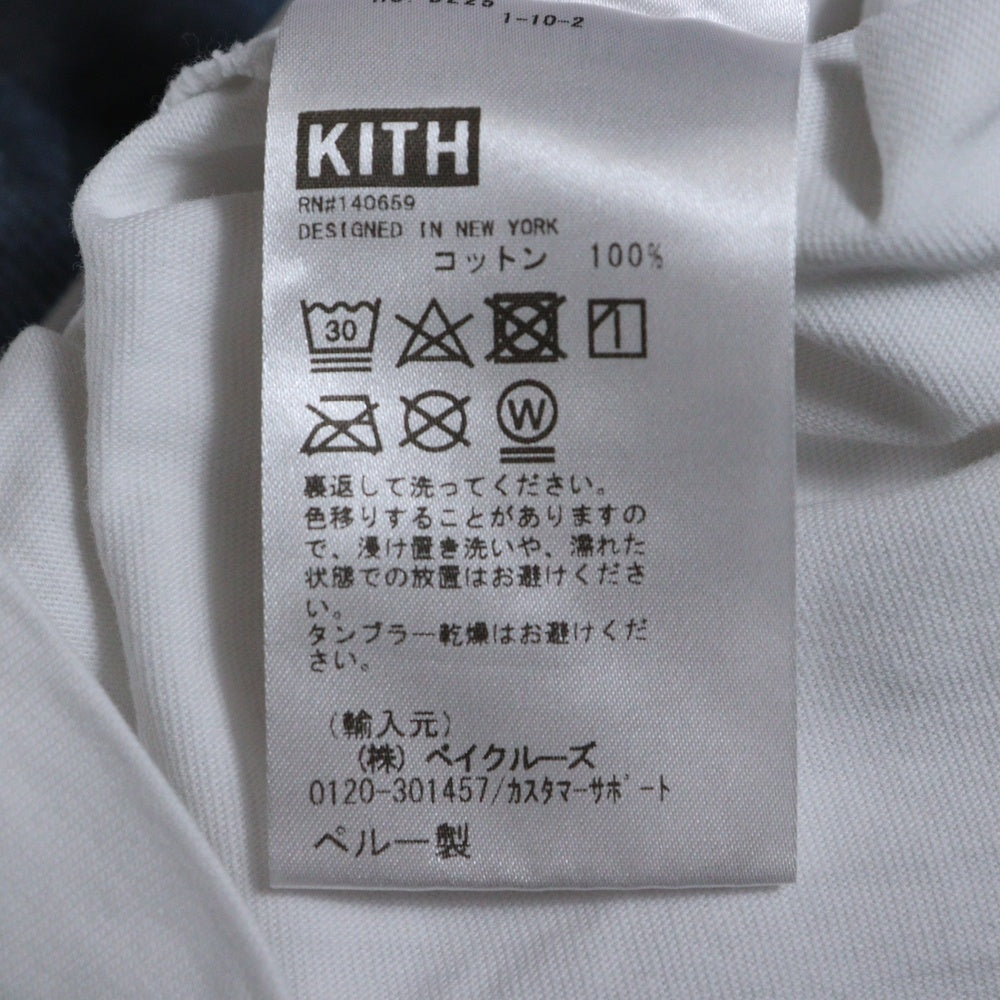 1-10-2
KITH
RN#140659
DESIGNED IN NEW YORK
コットン 100%
30
W
裏返して洗ってください。
色移りすることがありますの
で、浸け置き洗いや、濡れた
状態での放置はお避けくださ
い。
タンブラー乾燥はお避けくだ
さい。
(輸入元)
(株) ベイクルーズ
0120-301457/カスタマーサポート
ペルー製